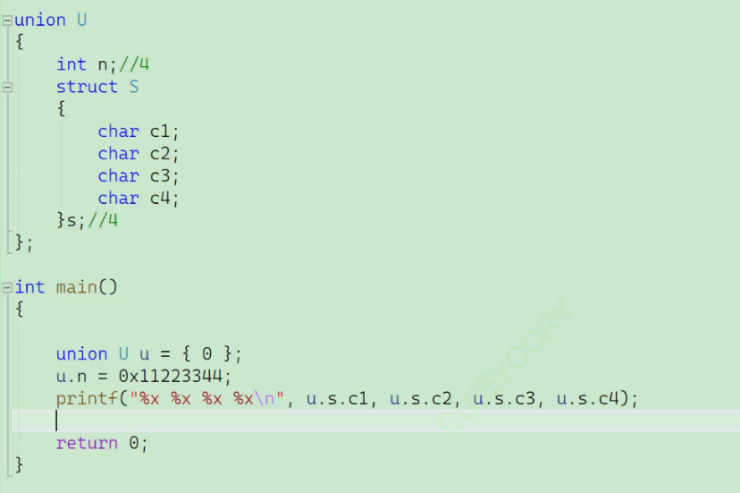 union U
{
    int n;//4
    struct S
    {
        char c1;
        char c2;
        char c3;
        char c4;
    }s;//4
};
int main()
{
    union U u = { 0 };
    u.n = 0x11223344;
    printf("%x %x %x %x\n", u.s.c1, u.s.c2, u.s.c3, u.s.c4);
    return 0;
}